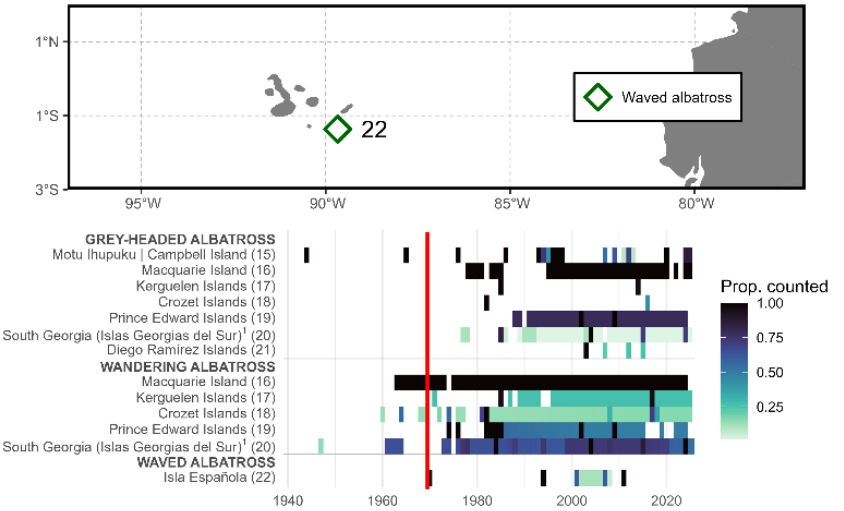 1°N
1°S
3°S
Waved albatross
22
95°W 90°W 85°W 80°W
GREY-HEADED ALBATROSS
Motu Ihupuku | Campbell Island (15)
Macquarie Island (16)
Kerguelen Islands (17)
Crozet Islands (18)
Prince Edward Islands (19)
South Georgia (Islas Georgias del Sur)¹ (20)
Diego Ramirez Islands (21)
WANDERING ALBATROSS
Macquarie Island (16)
Kerguelen Islands (17)
Crozet Islands (18)
Prince Edward Islands (19)
South Georgia (Islas Georgias del Sur)¹ (20)
WAVED ALBATROSS
Isla Española (22)
1940 1960 1980 2000 2020
Prop. counted
1.00
0.75
0.50
0.25